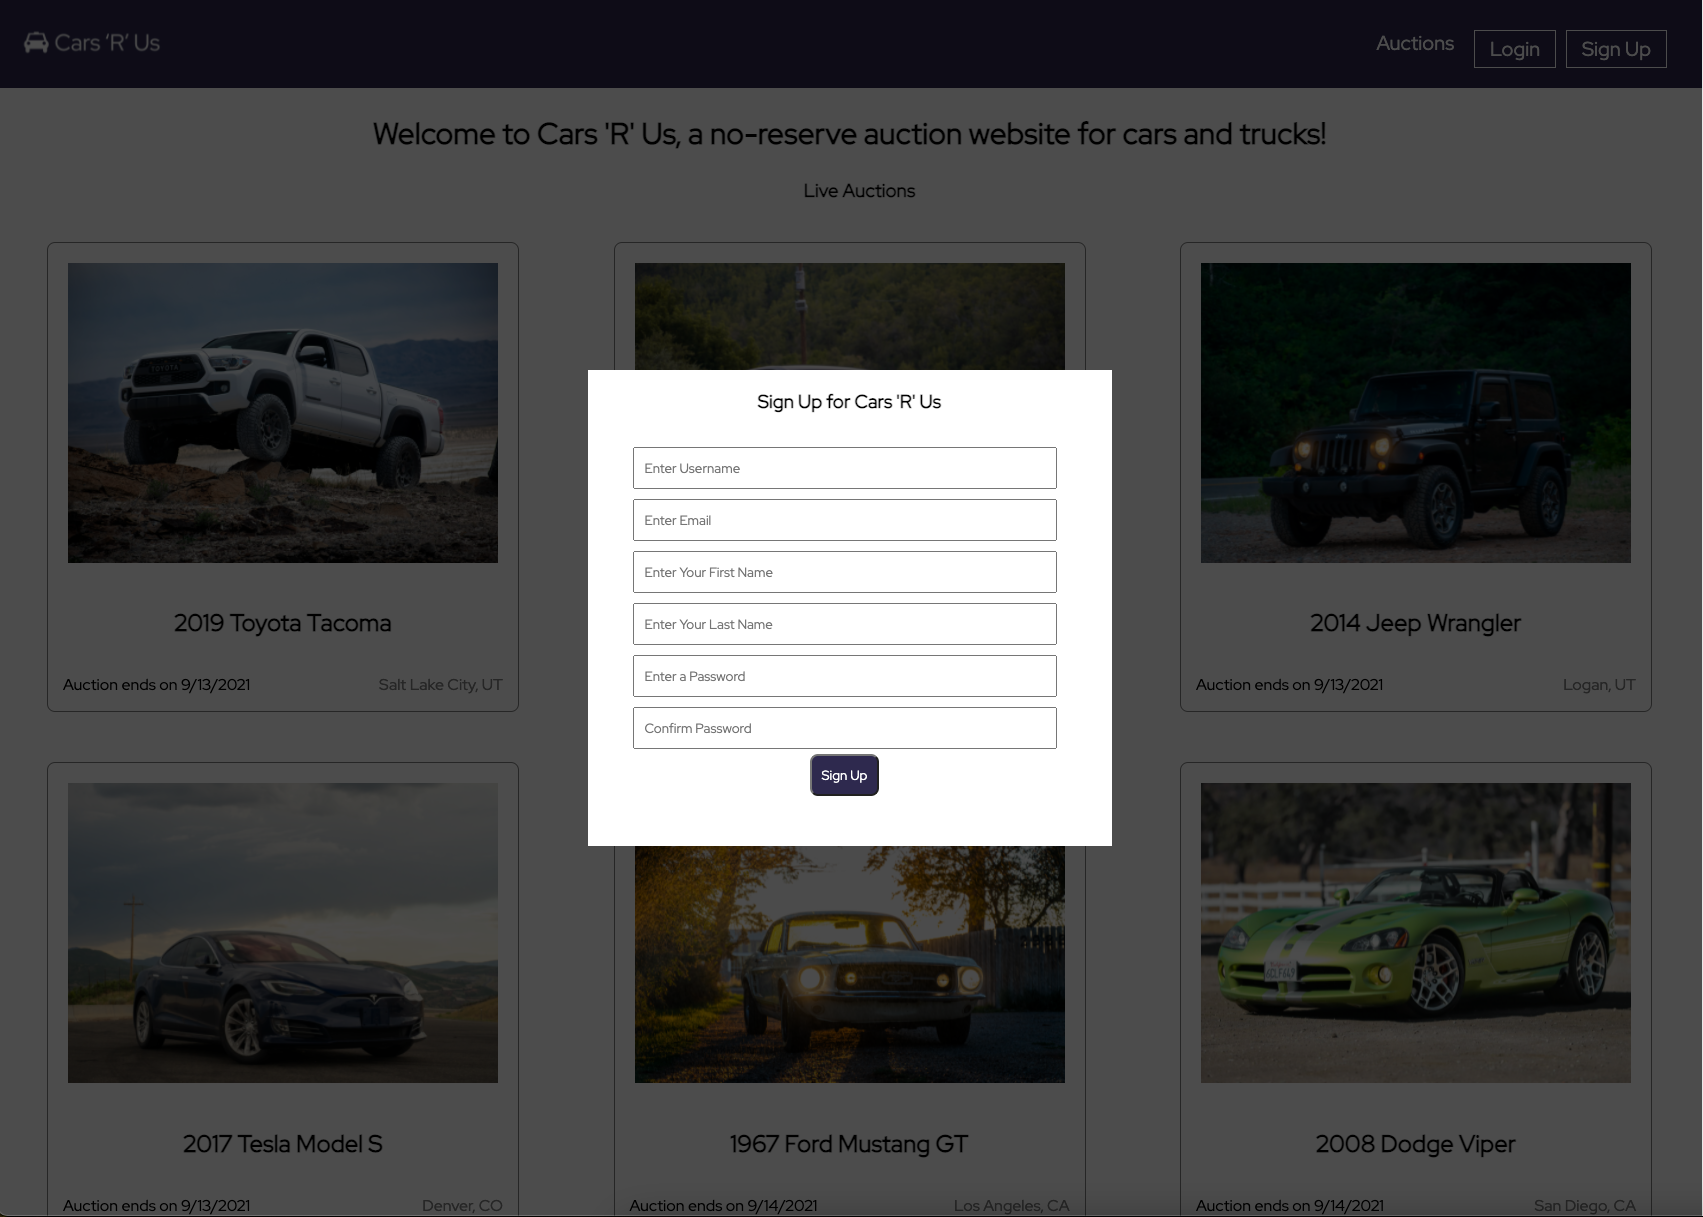 Cars 'R' Us
Auctions
Login
Sign Up
Welcome to Cars 'R' Us, a no-reserve auction website for cars and trucks!
Live Auctions
TOYOTA
2019 Toyota Tacoma
Auction ends on 9/13/2021
Salt Lake City, UT
2014 Jeep Wrangler
Auction ends on 9/13/2021
Logan, UT
Sign Up for Cars 'R' Us
Enter Username
Enter Email
Enter Your First Name
Enter Your Last Name
Enter a Password
Confirm Password
Sign Up
2017 Tesla Model S
Auction ends on 9/13/2021
Denver, CO
1967 Ford Mustang GT
Auction ends on 9/14/2021
Los Angeles, CA
2008 Dodge Viper
Auction ends on 9/14/2021
San Diego, CA